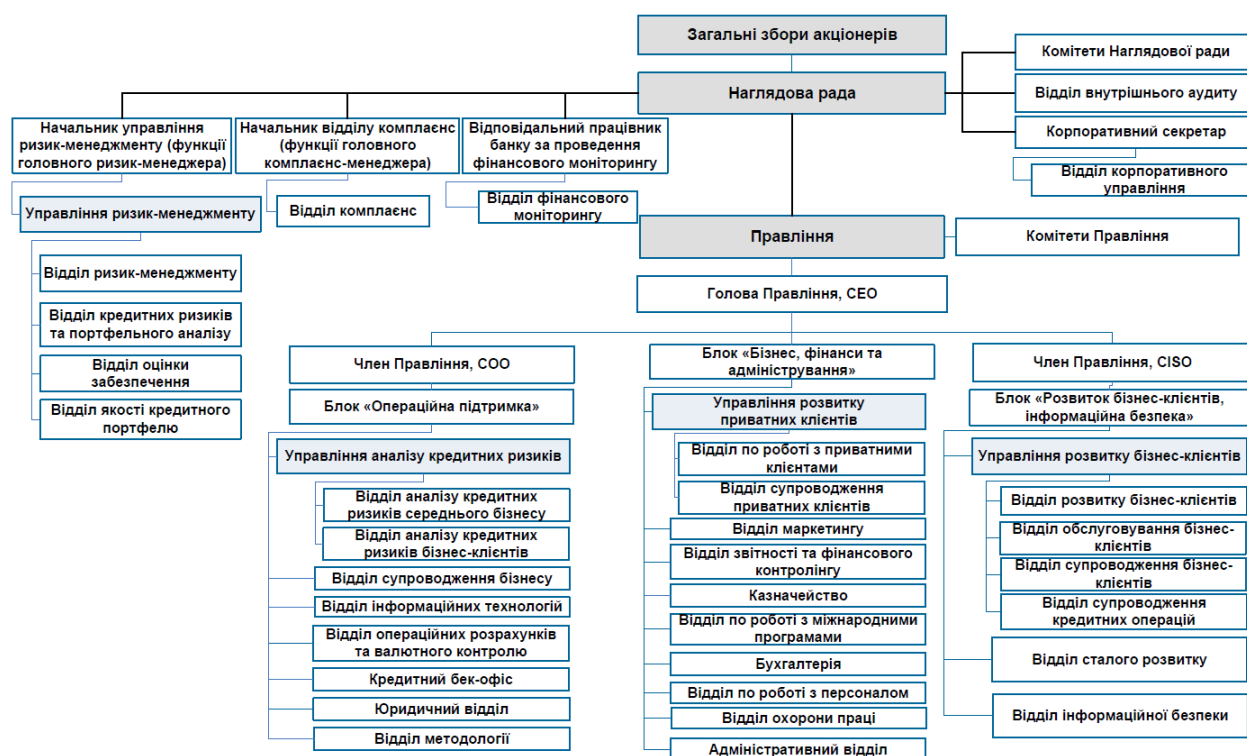 Загальні збори акціонерів
Наглядова рада
Комітети Наглядової ради
Відділ внутрішнього аудиту
Корпоративний секретар
Відділ корпоративного
управління
Начальник управління
ризик-менеджменту (функції
головного ризик-менеджера)
Начальник відділу комплаєнс
(функції головного
комплаєнс-менеджера)
Відповідальний працівник
банку за проведення
фінансового моніторингу
Управління ризик-менеджменту
Відділ комплаєнс
Відділ фінансового
моніторингу
Відділ ризик-менеджменту
Відділ кредитних ризиків
та портфельного аналізу
Відділ оцінки
забезпечення
Відділ якості кредитного
портфелю
Правління
Комітети Правління
Голова Правління, CEO
Член Правління, COO
Блок «Операційна підтримка»
Управління аналізу кредитних ризиків
Відділ аналізу кредитних
ризиків середнього бізнесу
Відділ аналізу кредитних
ризиків бізнес-клієнтів
Відділ супроводження бізнесу
Відділ інформаційних технологій
Відділ операційних розрахунків
та валютного контролю
Кредитний бек-офіс
Юридичний відділ
Відділ методології
Блок «Бізнес, фінанси та
адміністрування»
Управління розвитку
приватних клієнтів
Відділ по роботі з приватними
клієнтами
Відділ супроводження
приватних клієнтів
Відділ маркетингу
Відділ звітності та фінансового
контролінгу
Казначейство
Відділ по роботі з міжнародними
програмами
Бухгалтерія
Відділ по роботі з персоналом
Відділ охорони праці
Адміністративний відділ
Член Правління, CISO
Блок «Розвиток бізнес-клієнтів,
інформаційна безпека»
Управління розвитку бізнес-клієнтів
Відділ розвитку бізнес-клієнтів
Відділ обслуговування бізнес-
клієнтів
Відділ супроводження бізнес-
клієнтів
Відділ супроводження
кредитних операцій
Відділ сталого розвитку
Відділ інформаційної безпеки